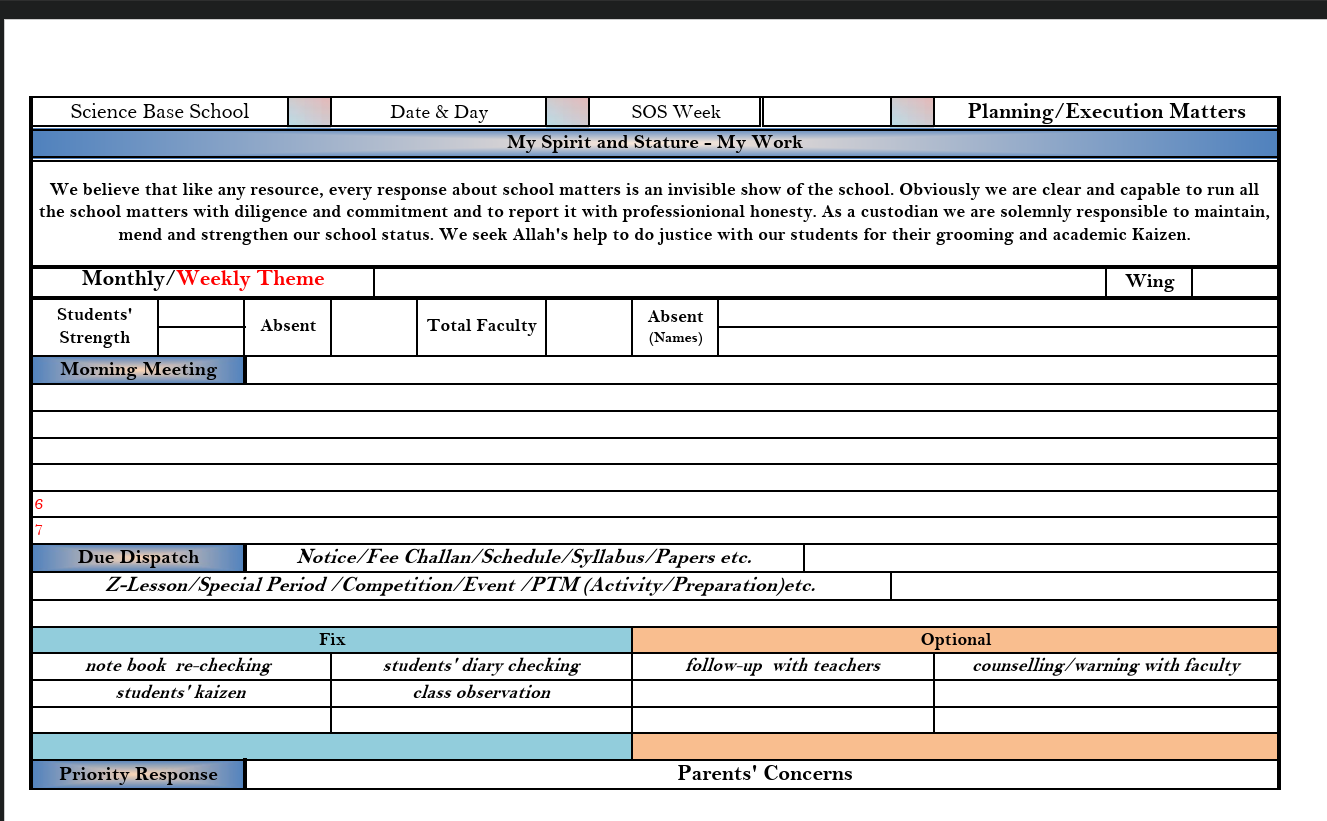 Science Base School Date & Day SOS Week Planning/Execution Matters
My Spirit and Stature - My Work
We believe that like any resource, every response about school matters is an invisible show of the school. Obviously we are clear and capable to run all
the school matters with diligence and commitment and to report it with professionional honesty. As a custodian we are solemnly responsible to maintain,
mend and strengthen our school status. We seek Allah's help to do justice with our students for their grooming and academic Kaizen.
Monthly/Weekly Theme Wing
Students' Strength Absent Total Faculty Absent (Names)
Morning Meeting
6
7
Due Dispatch Notice/Fee Challan/Schedule/Syllabus/Papers etc.
Z-Lesson/Special Period /Competition/Event /PTM (Activity/Preparation)etc.
Fix Optional
note book re-checking students' diary checking follow-up with teachers counselling/warning with faculty
students' kaizen class observation
Priority Response Parents' Concerns